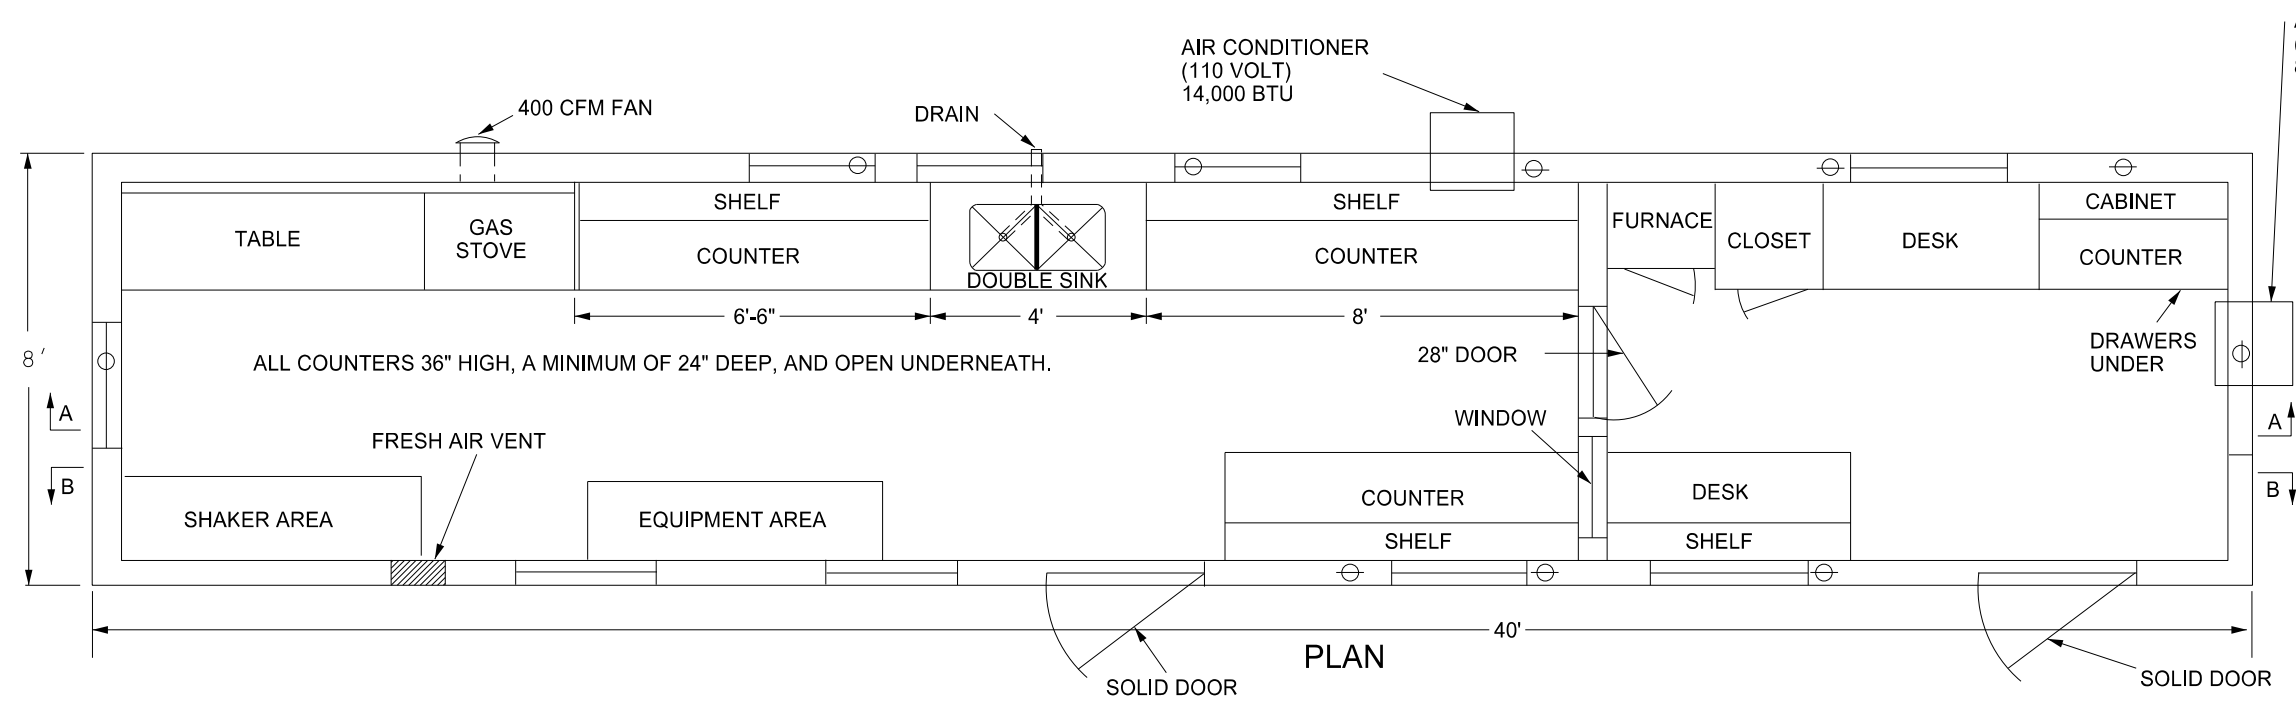 AIR CONDITIONER
(110 VOLT)
14,000 BTU
400 CFM FAN
DRAIN
SHELF
SHELF
CABINET
TABLE
GAS
STOVE
COUNTER
DOUBLE SINK
COUNTER
FURNACE
CLOSET
DESK
COUNTER
6'-6"
4'
8'
8'
28" DOOR
DRAWERS
UNDER
ALL COUNTERS 36" HIGH, A MINIMUM OF 24" DEEP, AND OPEN UNDERNEATH.
A
A
WINDOW
FRESH AIR VENT
B
B
SHAKER AREA
EQUIPMENT AREA
COUNTER
SHELF
DESK
SHELF
40'
PLAN
SOLID DOOR
SOLID DOOR